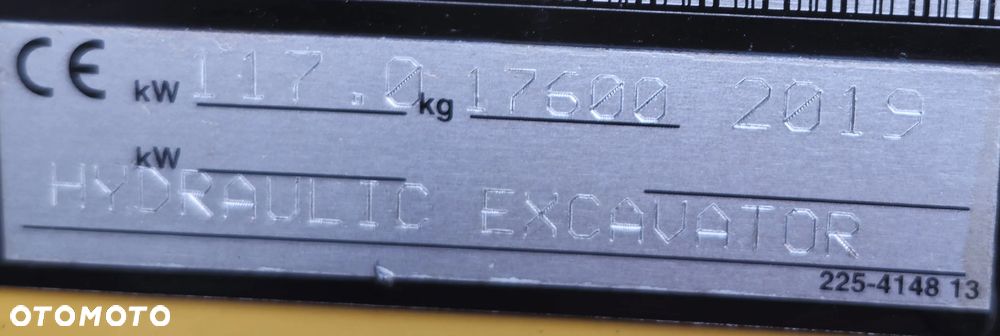 CE kW 117.0 kg 17600 2019
kW
HYDRAULIC EXCAVATOR
225-4148 13
OTOMOTO